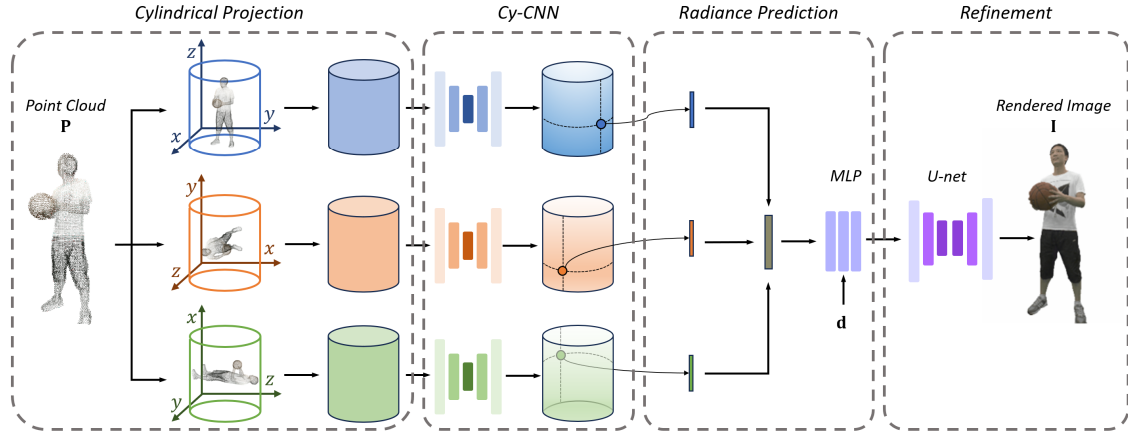 Cylindrical Projection
Cy-CNN
Radiance Prediction
Refinement
Point Cloud
P
z
y
x
y
x
z
x
z
y
MLP
d
U-net
Rendered Image
I